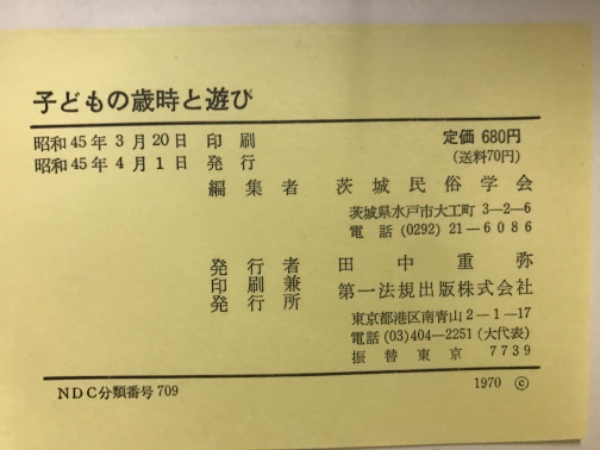 子どもの歳時と遊び
昭和45年3月20日 印刷 定価 680円
昭和45年4月1日 発行 (送料70円)
編集者 茨城民俗学会
茨城県水戸市大工町 3—2—6
電話 (0292) 21—6086
発行者 田中重弥
印刷兼
発行所 第一法規出版株式会社
東京都港区南青山2—1—17
電話(03)404—2251(大代表)
振替東京 7739
NDC分類番号709 1970 ©